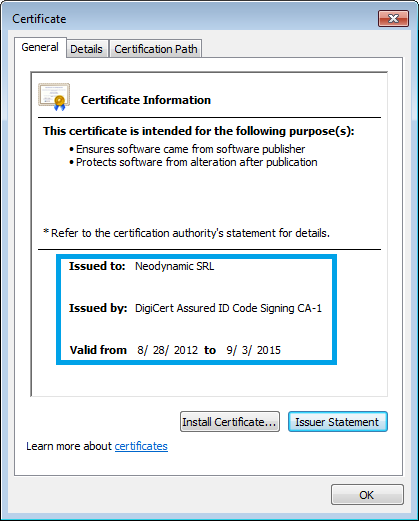 Certificate
General Details Certification Path
Certificate Information
This certificate is intended for the following purpose(s):
• Ensures software came from software publisher
• Protects software from alteration after publication
* Refer to the certification authority's statement for details.
Issued to: Neodynamic SRL
Issued by: DigiCert Assured ID Code Signing CA-1
Valid from 8/ 28/ 2012 to 9/ 3/ 2015
Install Certificate... Issuer Statement
Learn more about certificates
OK